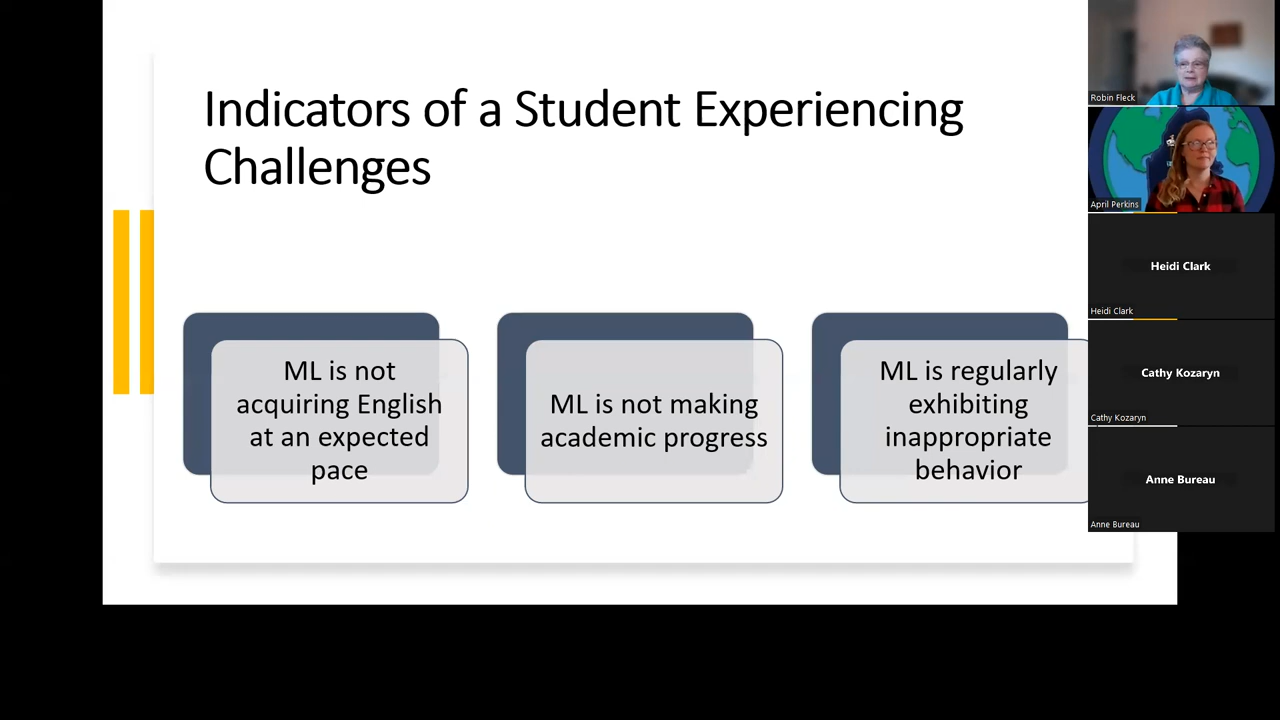 Indicators of a Student Experiencing
Challenges
ML is not
acquiring English
at an expected
pace
ML is not making
academic progress
ML is regularly
exhibiting
inappropriate
behavior
Robin Fleck
April Perkins
Heidi Clark
Heidi Clark
Cathy Kozaryn
Cathy Kozaryn
Anne Bureau
Anne Bureau